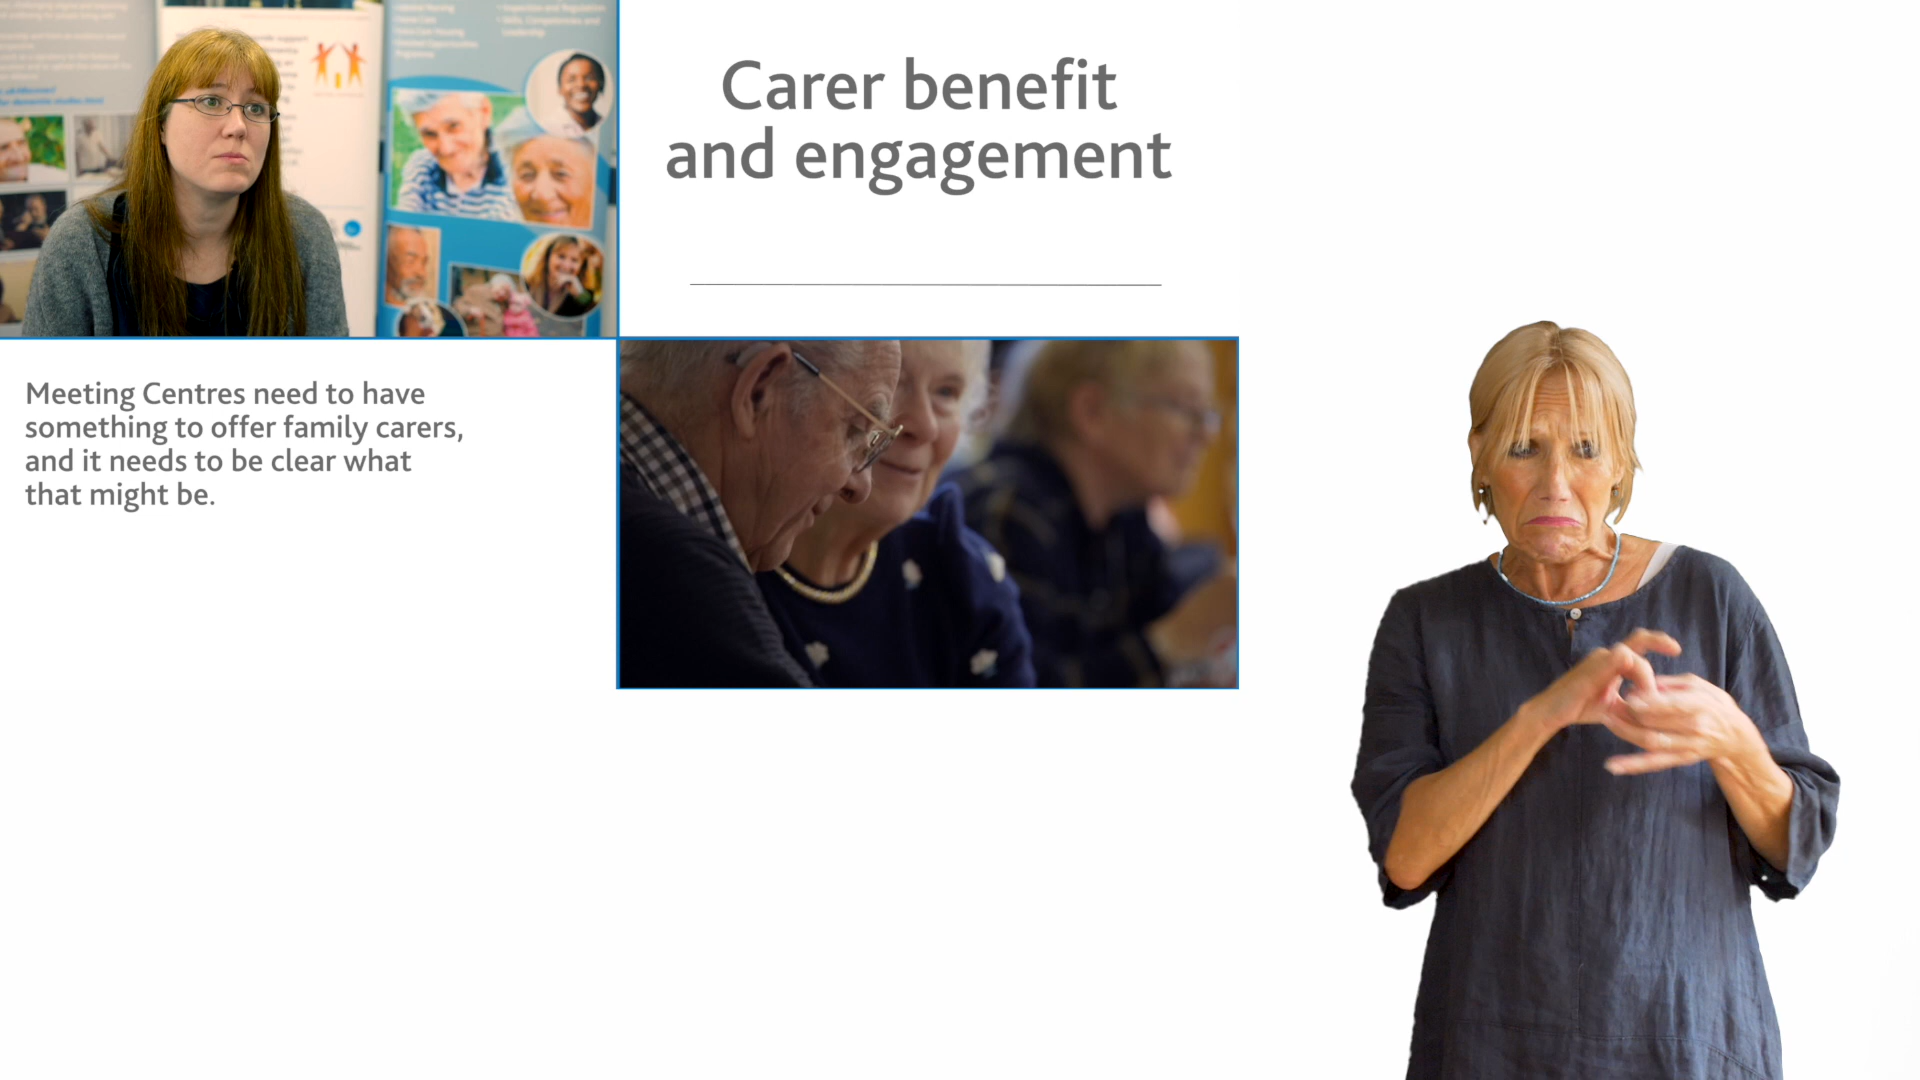 Carer benefit
and engagement
Meeting Centres need to have
something to offer family carers,
and it needs to be clear what
that might be.